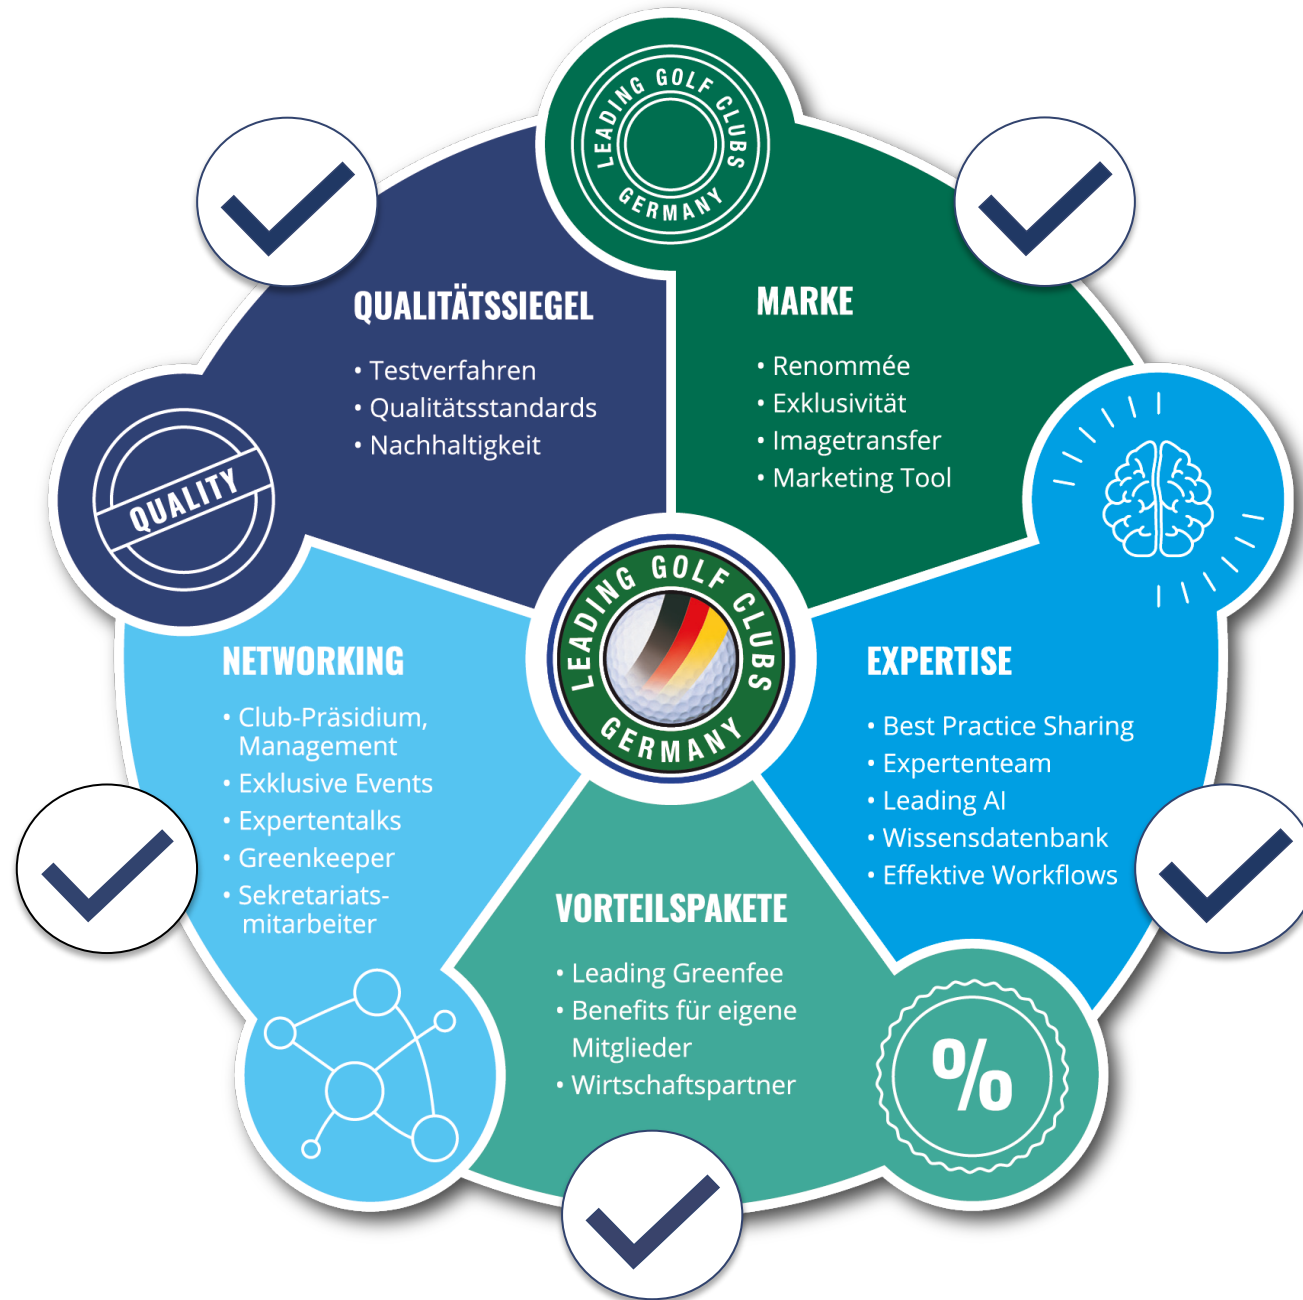 LEADING GOLF CLUBS
GERMANY
QUALITÄTSSIEGEL
• Testverfahren
• Qualitätsstandards
• Nachhaltigkeit
MARKE
• Renommée
• Exklusivität
• Imagetransfer
• Marketing Tool
QUALITY
LEADING GOLF CLUBS
GERMANY
NETWORKING
• Club-Präsidium,
Management
• Exklusive Events
• Expertentalks
• Greenkeeper
• Sekretariats-
mitarbeiter
EXPERTISE
• Best Practice Sharing
• Expertenteam
• Leading AI
• Wissensdatenbank
• Effektive Workflows
VORTEILSPAKETE
• Leading Greenfee
• Benefits für eigene
Mitglieder
• Wirtschaftspartner
%